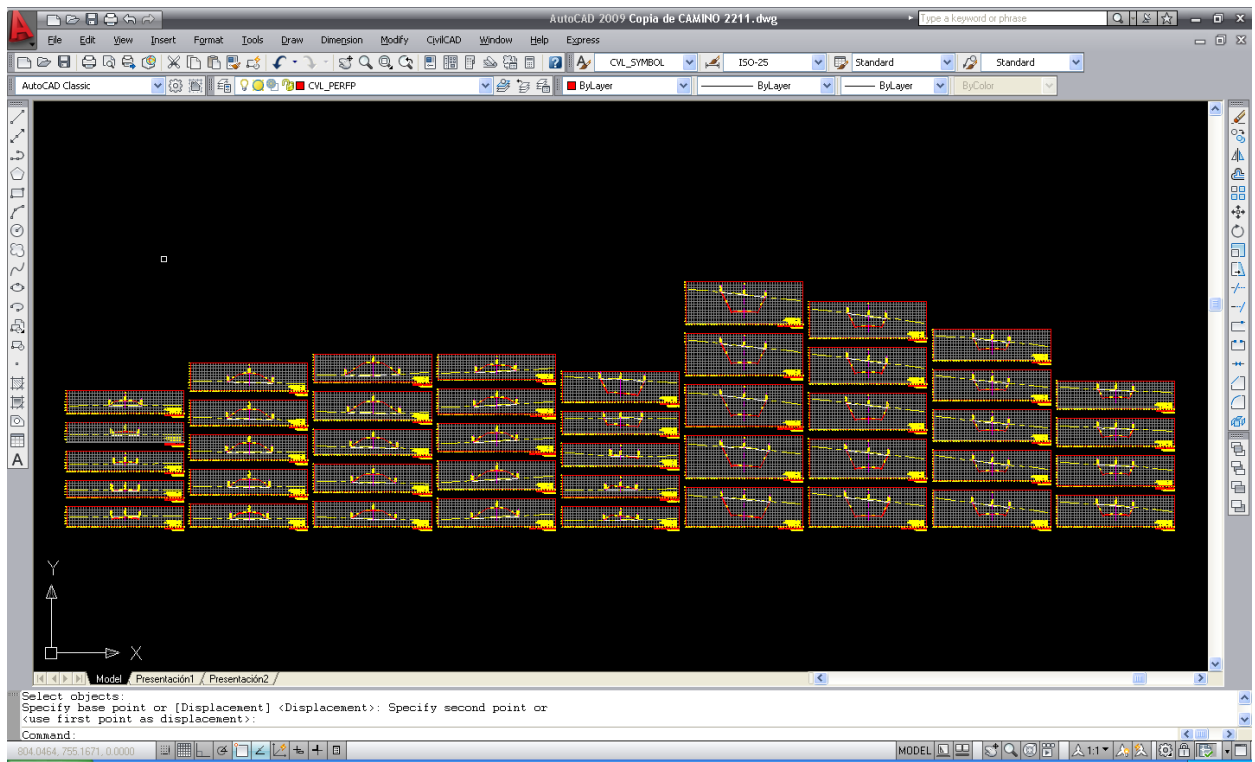 AutoCAD 2009 Copia de CAMINO 2211.dwg
Type a keyword or phrase
File Edit View Insert Format Tools Draw Dimension Modify CivilCAD Window Help Express
CVL_SYMBOL ISO-25 Standard Standard
AutoCAD Classic CVL_PERFP ByLayer ByLayer ByLayer ByColor
A
Y
X
Model Presentación1 Presentación2
Select objects:
Specify base point or [Displacement] <Displacement>: Specify second point or
<use first point as displacement>:
Command:
804.0464, 755.1671, 0.0000 MODEL 1:1